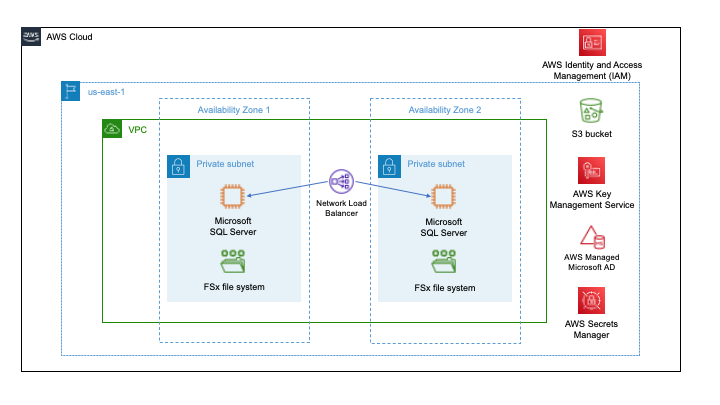 aws
AWS Cloud
AWS Identity and Access
Management (IAM)
us-east-1
Availability Zone 1
Availability Zone 2
S3 bucket
VPC
Private subnet
Private subnet
AWS Key
Management Service
Network Load
Balancer
Microsoft
SQL Server
Microsoft
SQL Server
AWS Managed
Microsoft AD
FSx file system
FSx file system
AWS Secrets
Manager